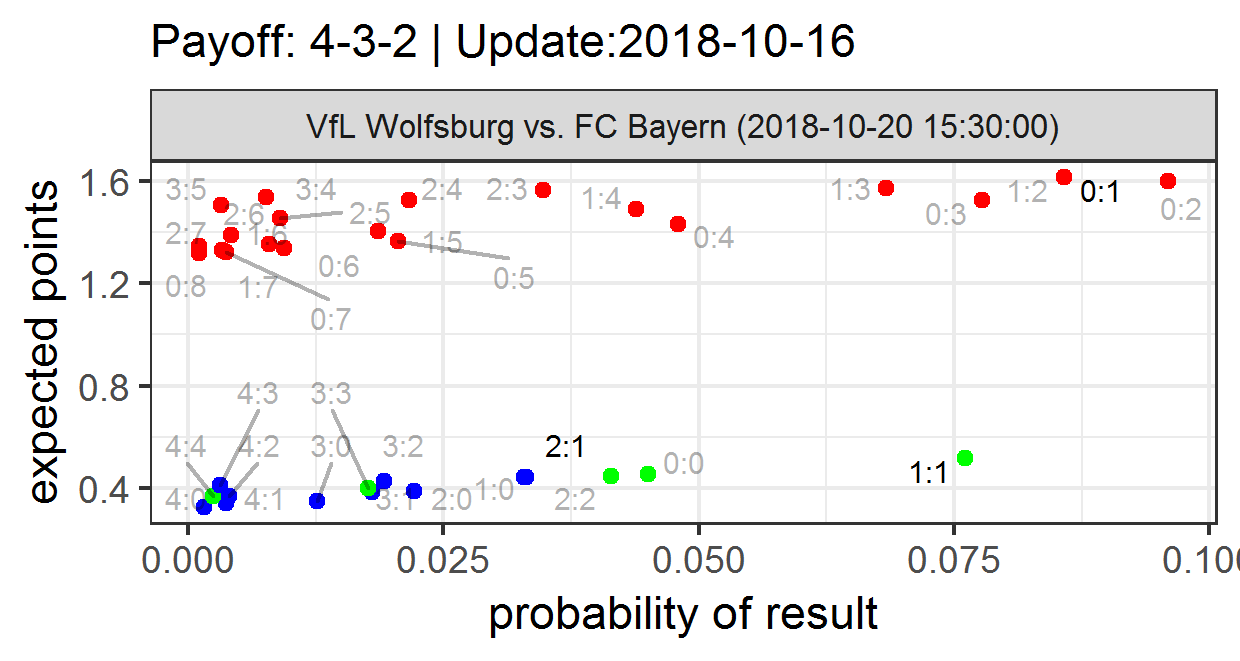 Payoff: 4-3-2 | Update:2018-10-16
VfL Wolfsburg vs. FC Bayern (2018-10-20 15:30:00)
expected points
1.6
1.2
0.8
0.4
3:5 3:4 2:4 2:3 1:4 1:3 1:2 0:1
2:6 2:5 0:3 0:2
2:7 1:6 1:5 0:4
0:6 0:5
0:8 1:7
0:7
4:3 3:3
4:4 4:2 3:0 3:2 2:1
0:0 1:1
4:0 4:1 3:1 2:0 1:0 2:2
0.000 0.025 0.050 0.075 0.100
probability of result